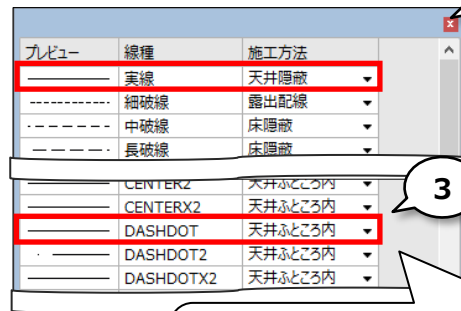 プレビュー 線種 施工方法
実線 天井隠蔽
細破線 露出配線
中破線 床隠蔽
長破線 床隠蔽
CENTER2 天井ふところ内
CENTERX2 天井ふところ内
DASHDOT 天井ふところ内
DASHDOT2 天井ふところ内
DASHDOTX2 天井ふところ内
3